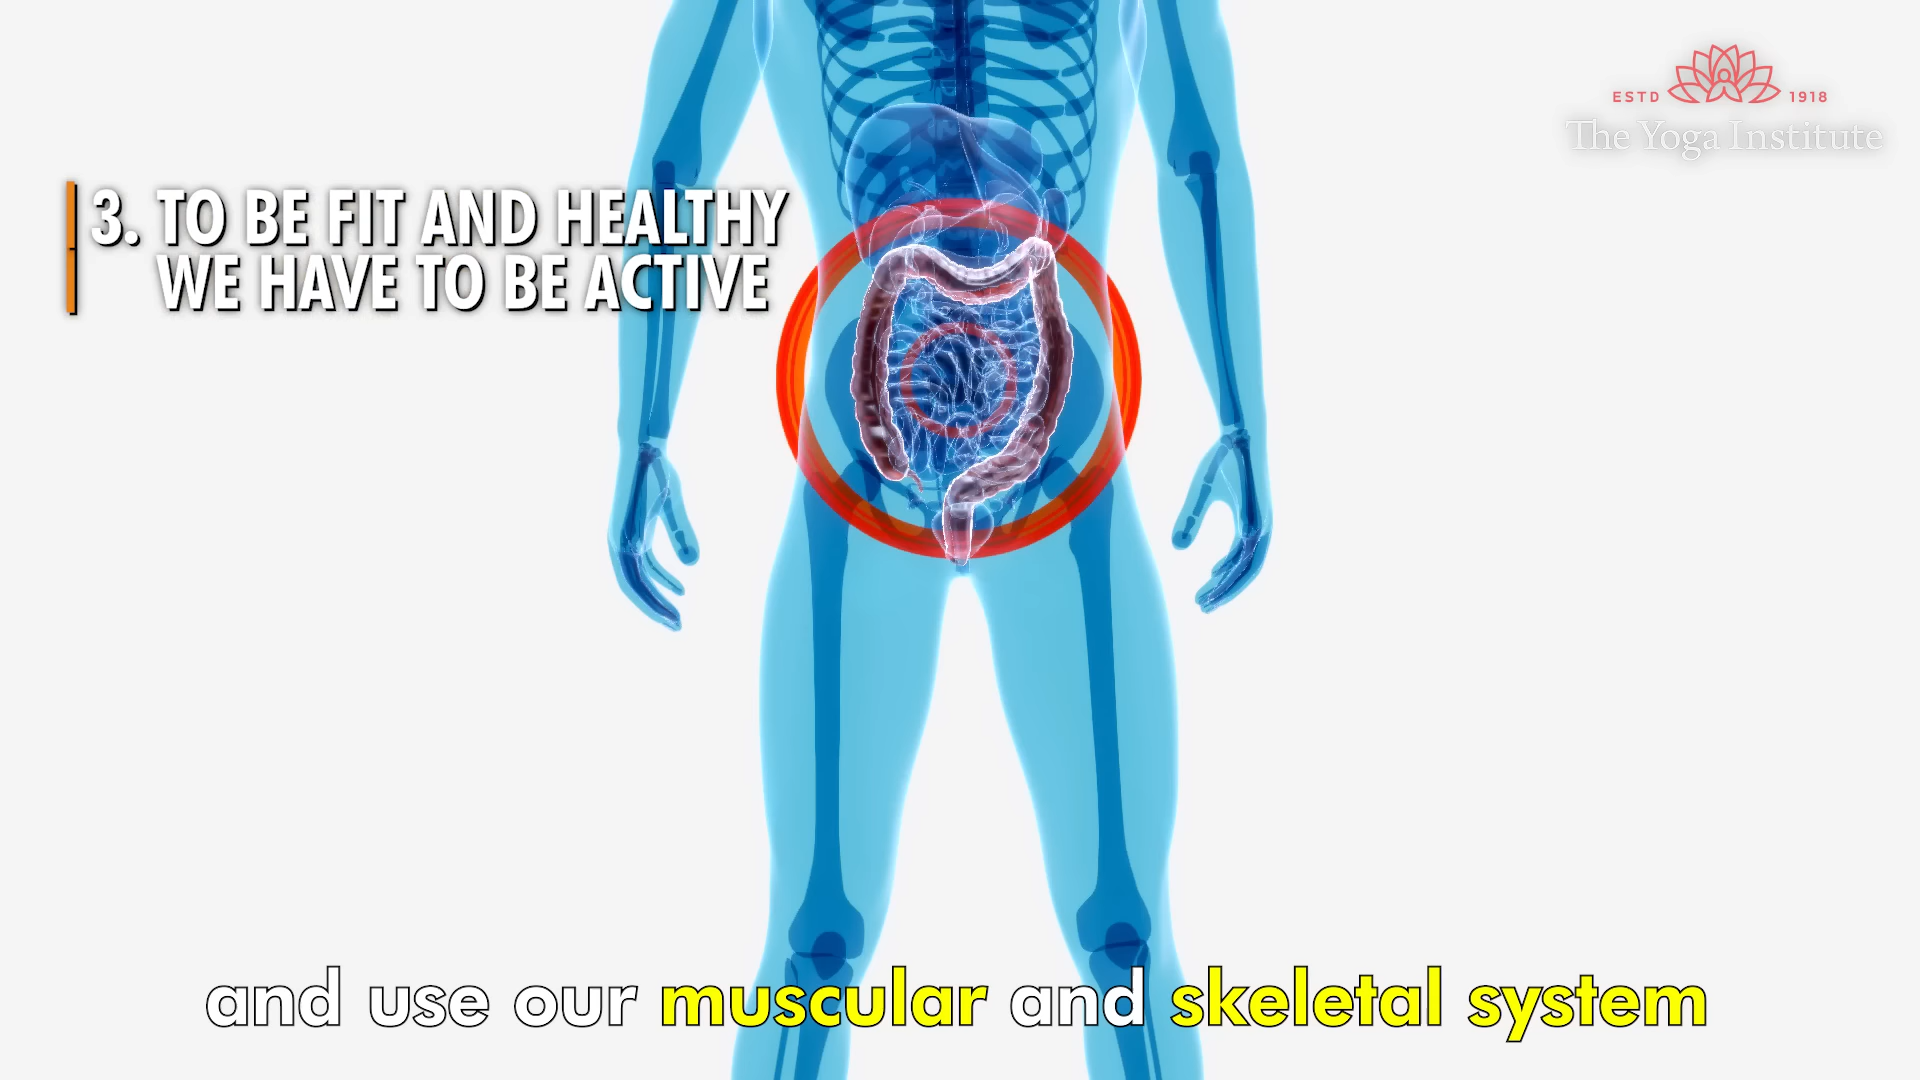 ESTD 1918
The Yoga Institute
3. TO BE FIT AND HEALTHY
WE HAVE TO BE ACTIVE
and use our muscular and skeletal system